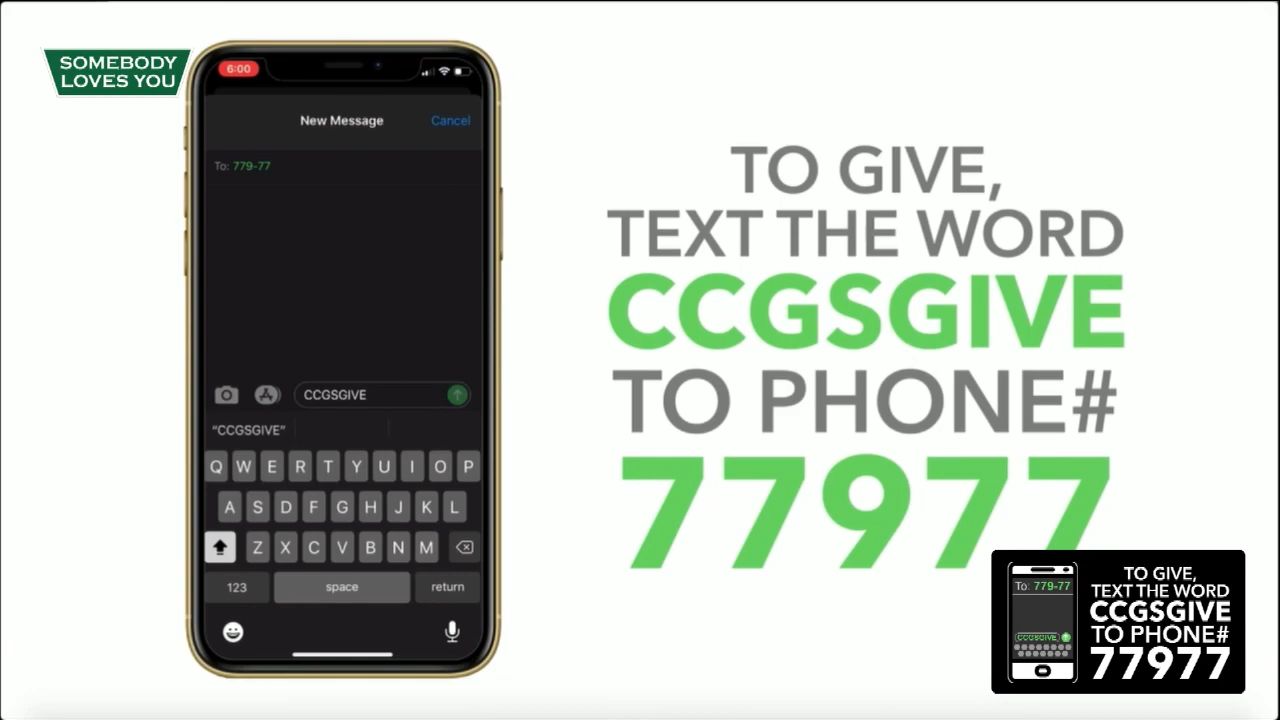 SOMEBODY
LOVES YOU
6:00
New Message
Cancel
To: 779-77
CCGSGIVE
“CCGSGIVE”
Q W E R T Y U I O P
A S D F G H J K L
Z X C V B N M
123
space
return
TO GIVE,
TEXT THE WORD
CCGSGIVE
TO PHONE#
77977
To: 779-77
CCGSGIVE
TO GIVE,
TEXT THE WORD
CCGSGIVE
TO PHONE#
77977